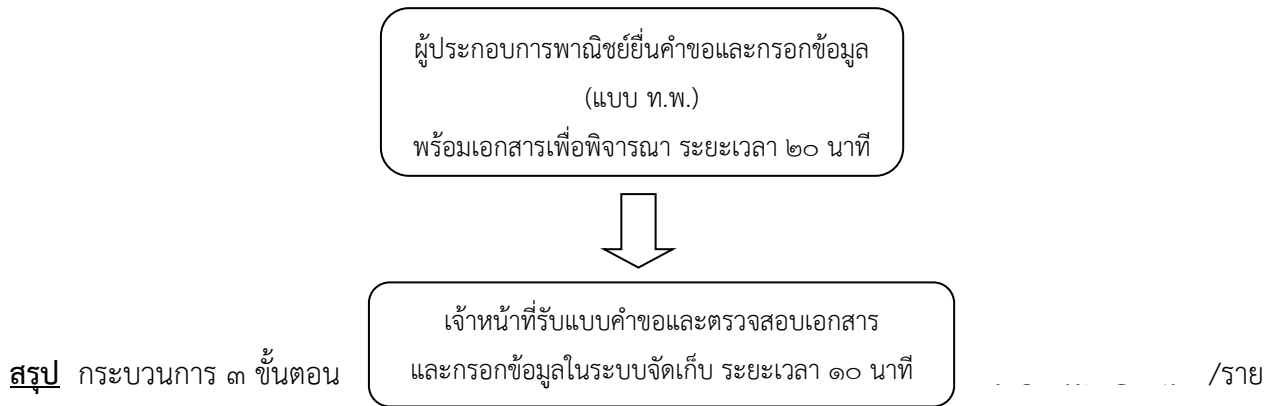 ผู้ประกอบการพาณิชย์ยื่นคำขอและกรอกข้อมูล
(แบบ ท.พ.)
พร้อมเอกสารเพื่อพิจารณา ระยะเวลา ๒๐ นาที
เจ้าหน้าที่รับแบบคำขอและตรวจสอบเอกสาร
และกรอกข้อมูลในระบบจัดเก็บ ระยะเวลา ๑๐ นาที
สรุป กระบวนการ ๓ ขั้นตอน /ราย